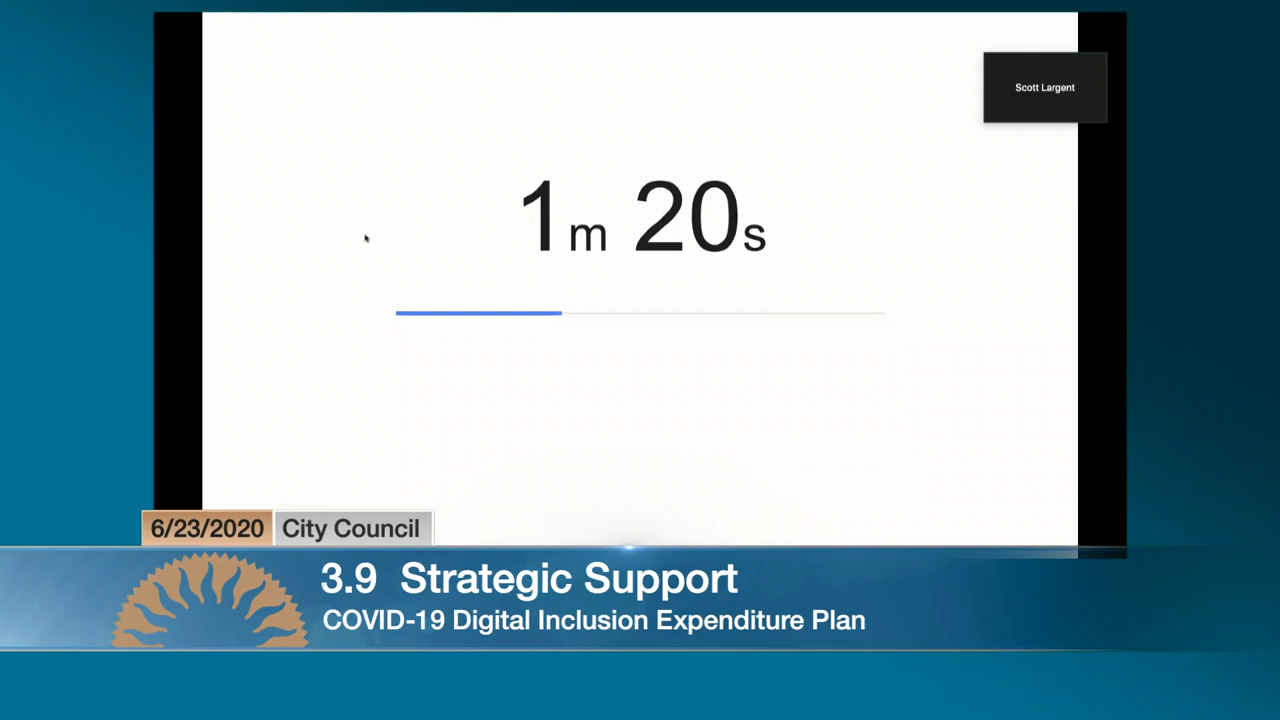 Scott Largent
1m 20s
6/23/2020 City Council
3.9 Strategic Support
COVID-19 Digital Inclusion Expenditure Plan